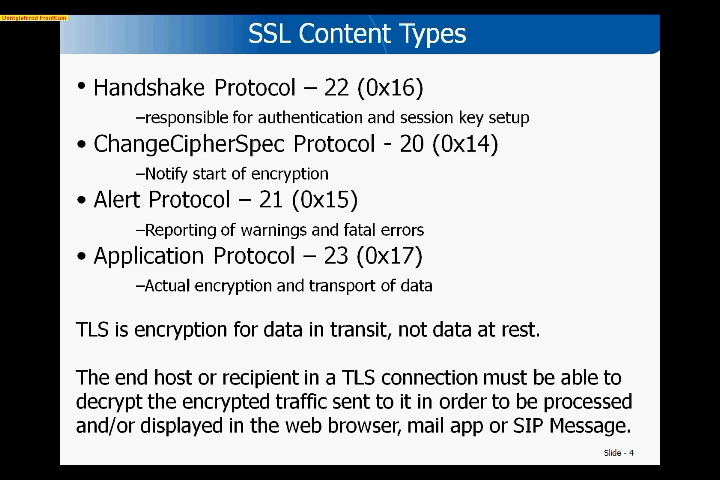 Unregistered FrontCam
SSL Content Types
• Handshake Protocol – 22 (0x16)
–responsible for authentication and session key setup
• ChangeCipherSpec Protocol - 20 (0x14)
–Notify start of encryption
• Alert Protocol – 21 (0x15)
–Reporting of warnings and fatal errors
• Application Protocol – 23 (0x17)
–Actual encryption and transport of data
TLS is encryption for data in transit, not data at rest.
The end host or recipient in a TLS connection must be able to
decrypt the encrypted traffic sent to it in order to be processed
and/or displayed in the web browser, mail app or SIP Message.
Slide - 4